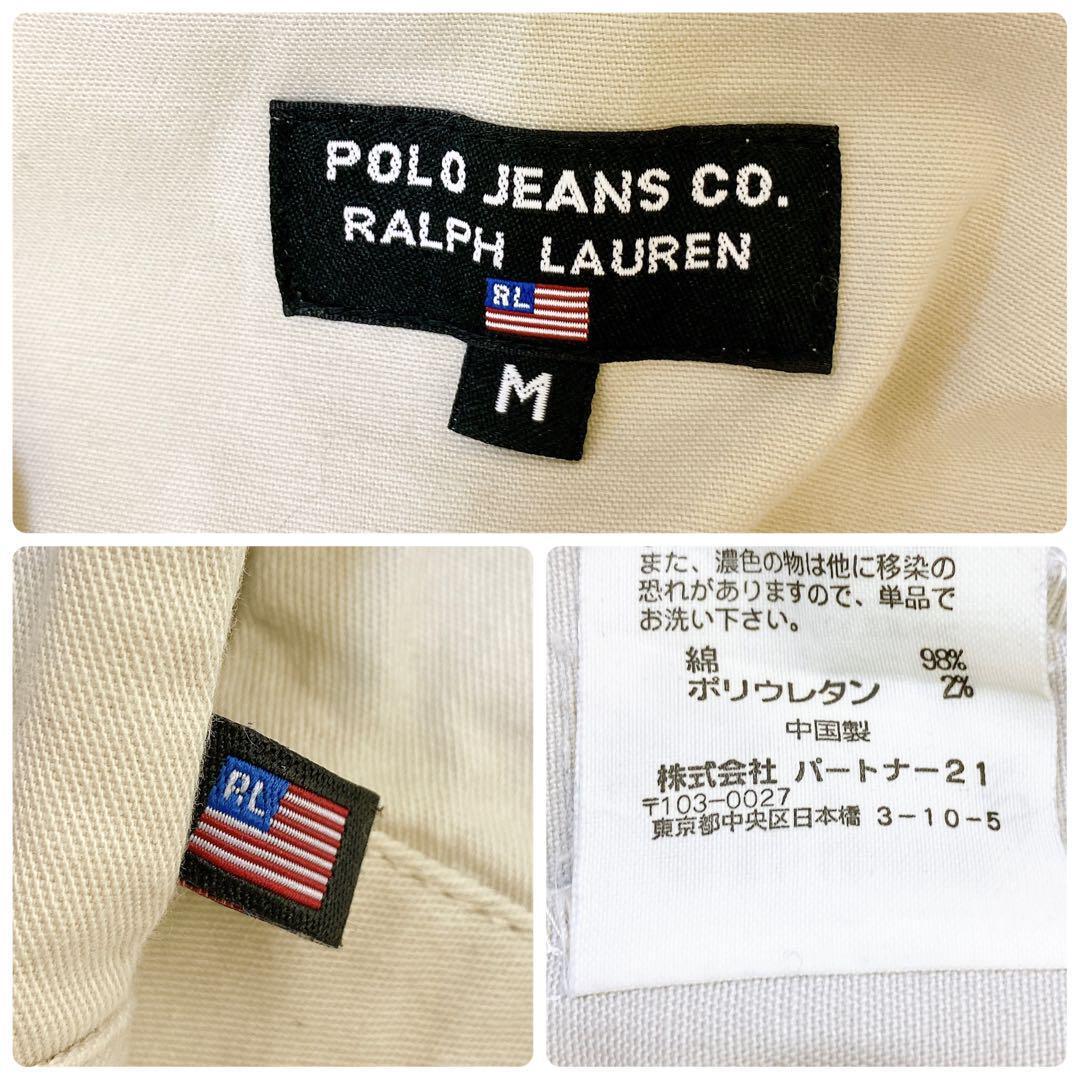 POLO JEANS CO.
RALPH LAUREN
RL
M
RL
また、濃色の物は他に移染の
恐れがありますので、単品で
お洗い下さい。
綿 98%
ポリウレタン 2%
中国製
株式会社 パートナー21
〒103-0027
東京都中央区日本橋 3-10-5